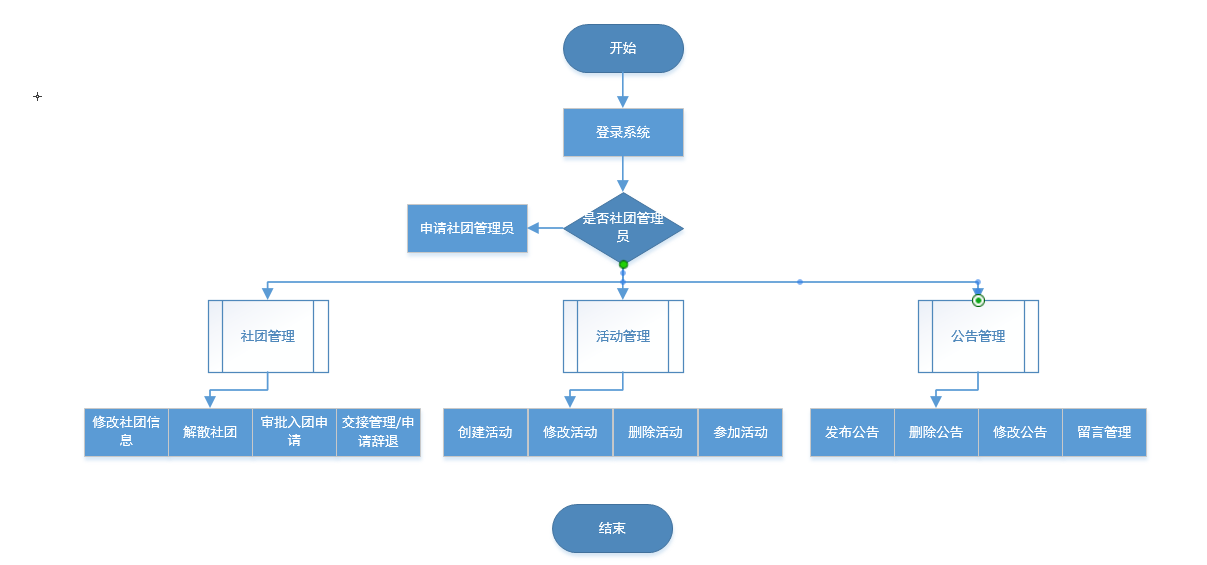 开始
登录系统
是否社团管理
员
申请社团管理员
社团管理
活动管理
公告管理
修改社团信
息
解散社团
审批入团申
请
交接管理/申
请辞退
创建活动
修改活动
删除活动
参加活动
发布公告
删除公告
修改公告
留言管理
结束